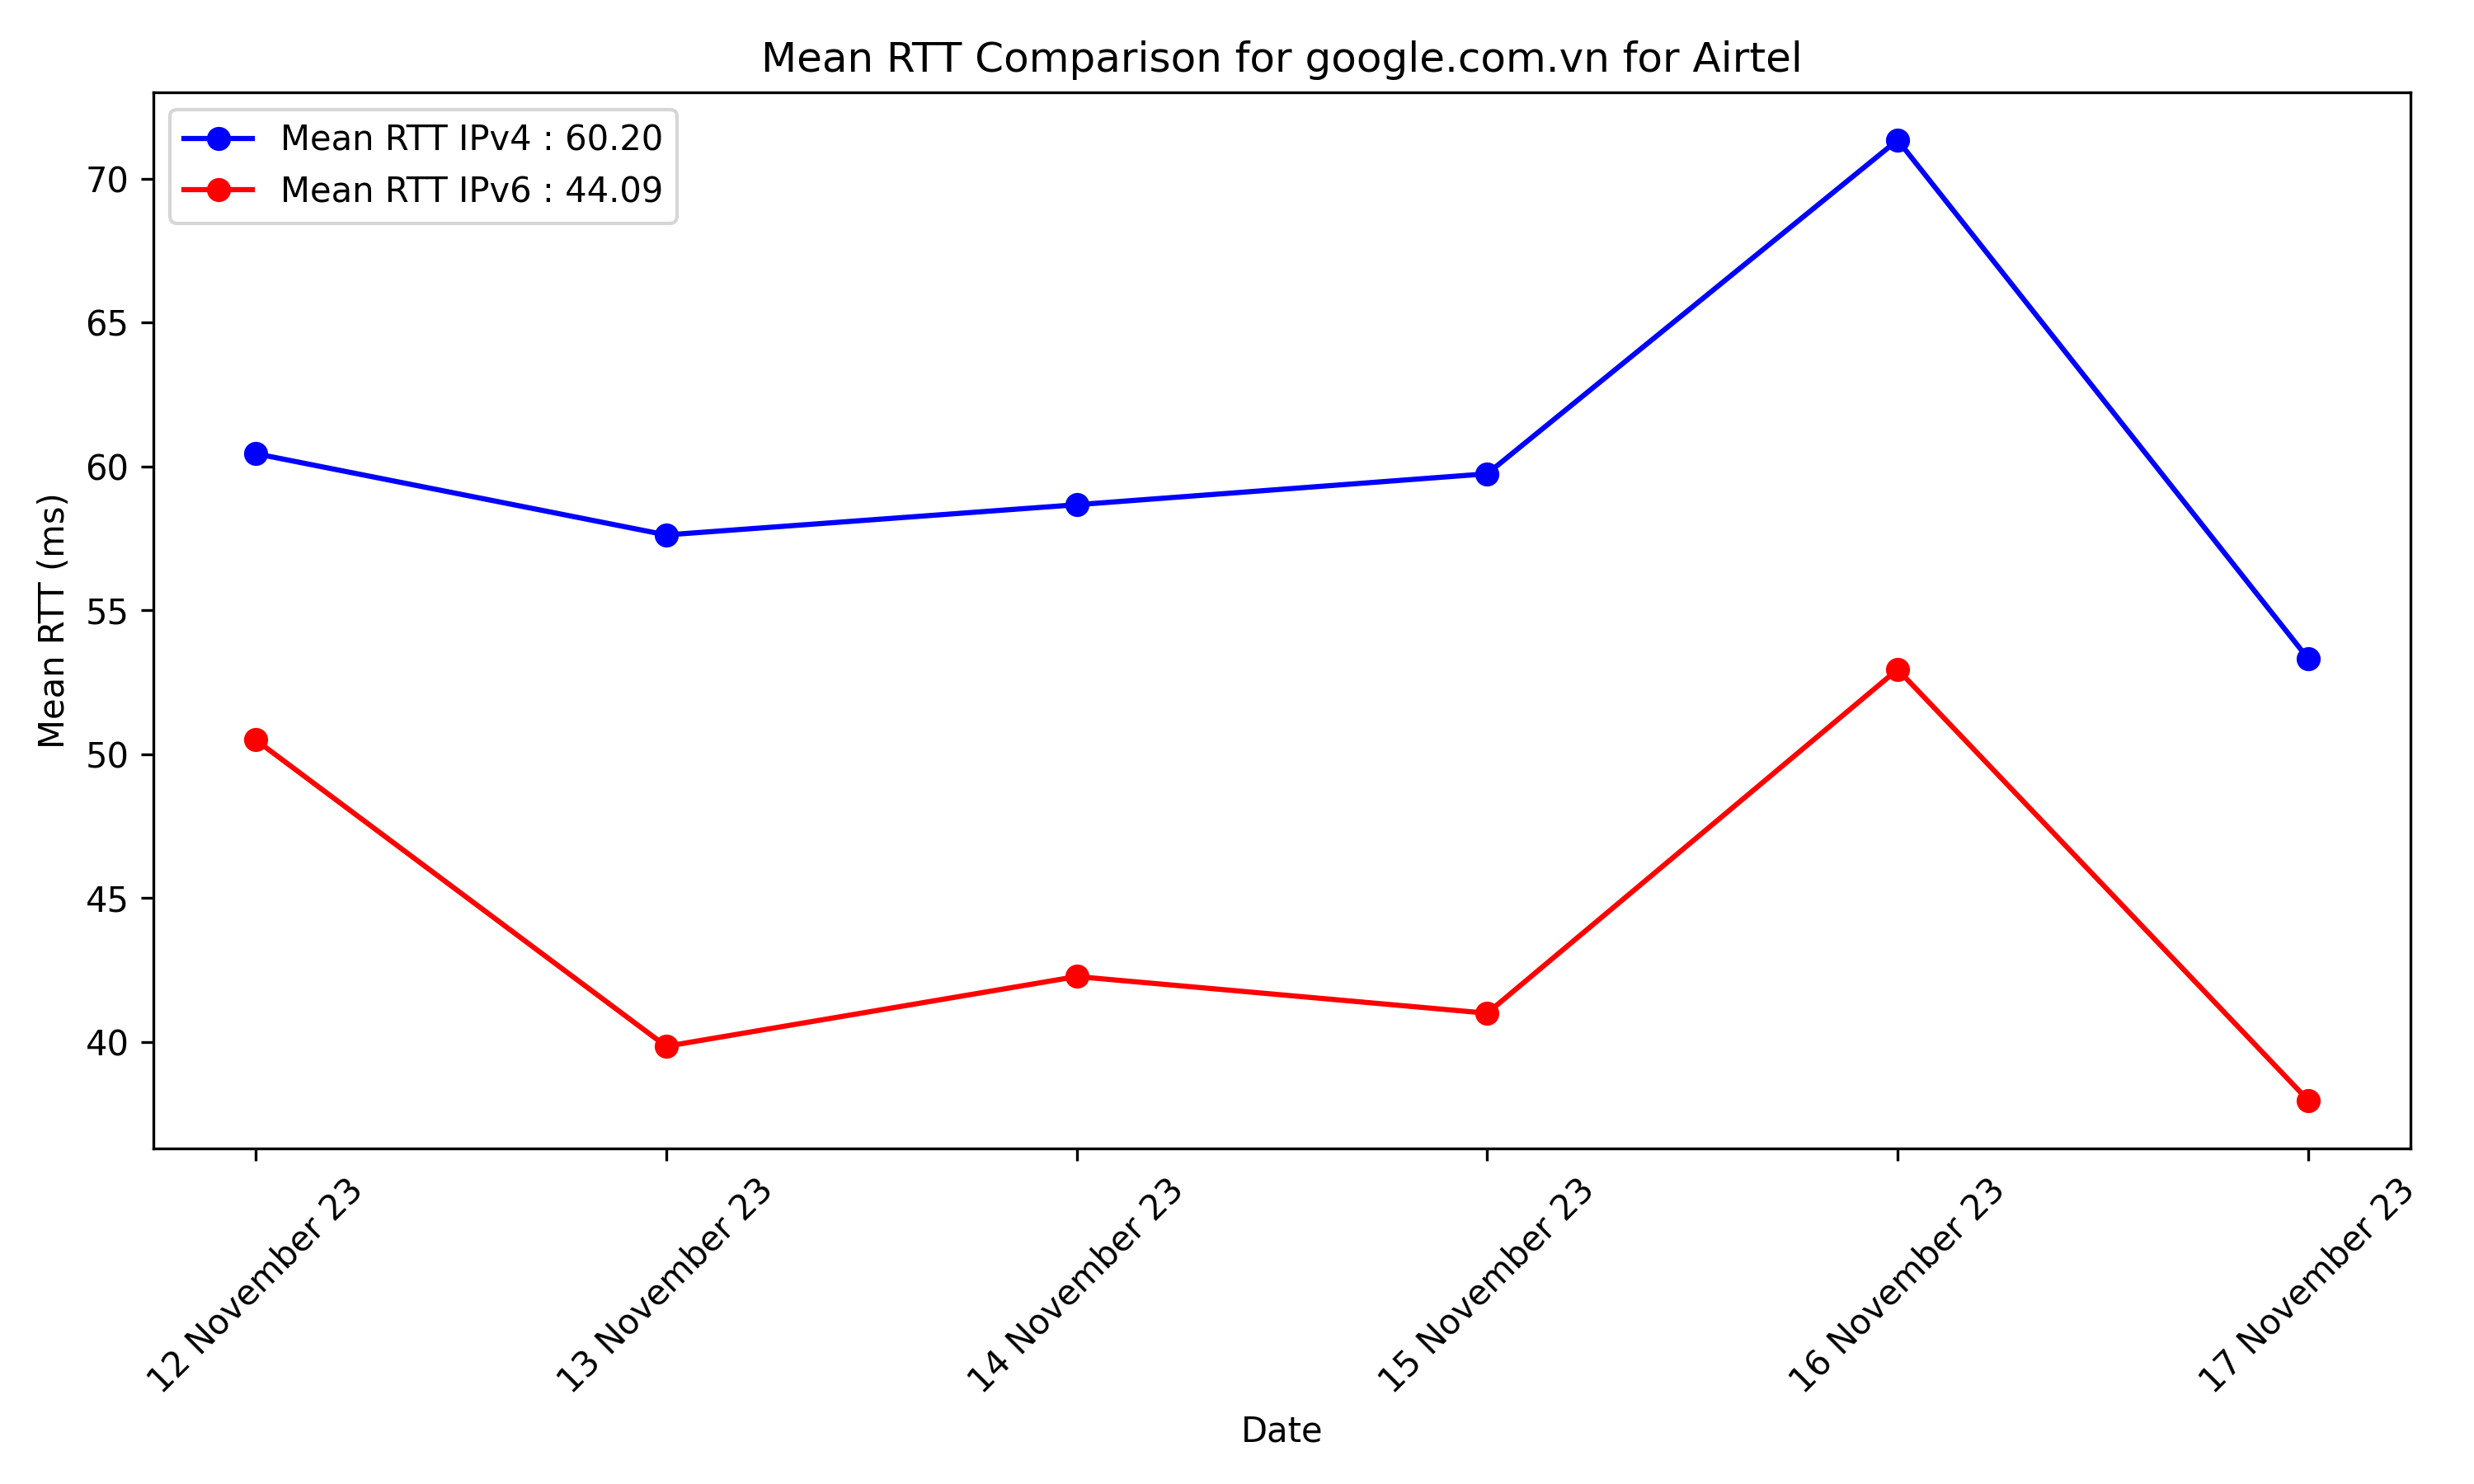 Mean RTT Comparison for google.com.vn for Airtel
Mean RTT IPv4 : 60.20
Mean RTT IPv6 : 44.09
Mean RTT (ms)
70
65
60
55
50
45
40
12 November 23
13 November 23
14 November 23
15 November 23
16 November 23
17 November 23
Date